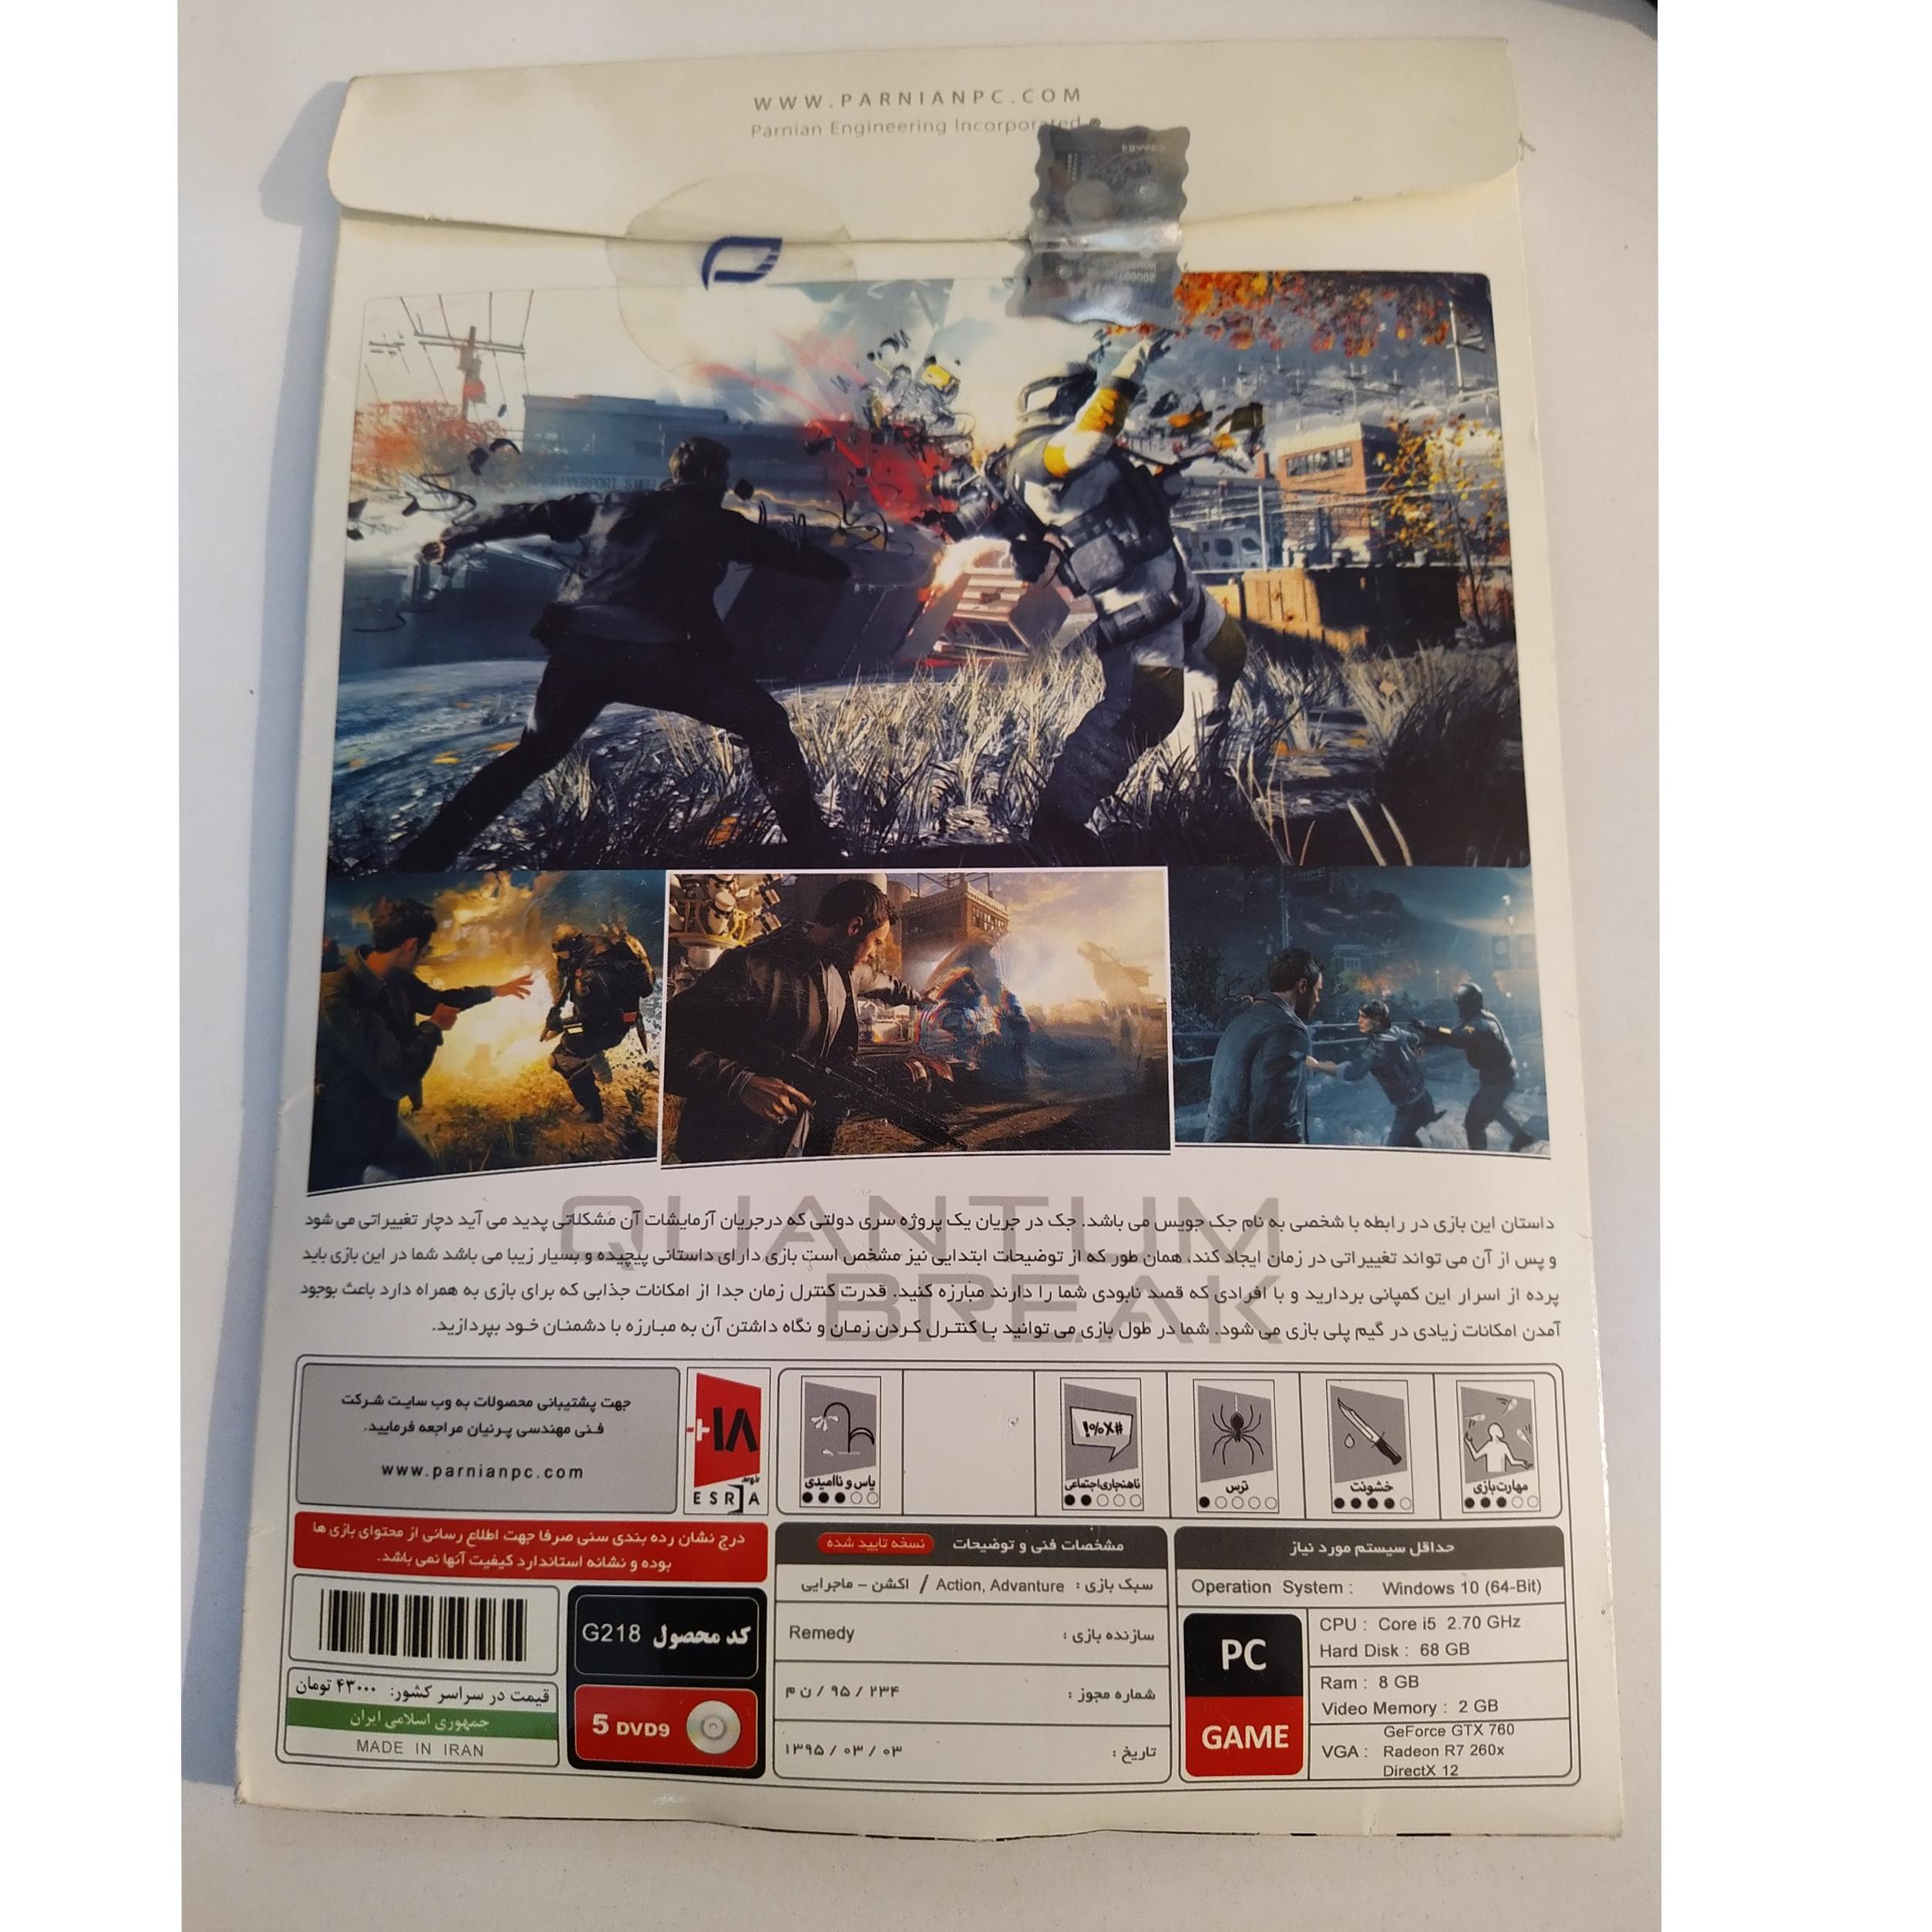 WWW.PARNIANPC.COM
Parnian Engineering Incorporated
RIVERPORT
QUANTUM
BREAK
داستان این بازی در رابطه با شخصی به نام جک جویس می باشد. جک در جریان یک پروژه سری دولتی که درجریان آزمایشات آن مشکلاتی پدید می آید دچار تغییراتی می شود
و پس از آن می تواند تغییراتی در زمان ایجاد کند، همان طور که از توضیحات ابتدایی نیز مشخص است بازی دارای داستانی پیچیده و بسیار زیبا می باشد شما در این بازی باید
پرده از اسرار این کمپانی بردارید و با افرادی که قصد نابودی شما را دارند مبارزه کنید. قدرت کنترل زمان جدا از امکانات جذابی که برای بازی به همراه دارد باعث بوجود
آمدن امکانات زیادی در گیم پلی بازی می شود. شما در طول بازی می توانید با کنترل کردن زمان و نگاه داشتن آن به مبارزه با دشمنان خود بپردازید.
مهارت بازی
خشونت
ترس
!%X#
ناهنجاری اجتماعی
یاس و ناامیدی
+۱۸
.org.ir
ESRA
جهت پشتیبانی محصولات به وب سایت شرکت
فنی مهندسی پرنیان مراجعه فرمایید.
www.parnianpc.com
حداقل سیستم مورد نیاز
Operation System : Windows 10 (64-Bit)
PC
GAME
CPU : Core i5 2.70 GHz
Hard Disk : 68 GB
Ram : 8 GB
Video Memory : 2 GB
VGA : GeForce GTX 760
Radeon R7 260x
DirectX 12
مشخصات فنی و توضیحات نسخه تایید شده
سبک بازی : Action, Advanture / اکشن - ماجرایی
سازنده بازی : Remedy
شماره مجوز : ۲۳۴ / ۹۵ / ن م
تاریخ : ۱۳۹۵ / ۰۳ / ۰۳
درج نشان رده بندی سنی صرفا جهت اطلاع رسانی از محتوای بازی ها
بوده و نشانه استاندارد کیفیت آنها نمی باشد.
کد محصول G218
5 DVD9
قیمت در سراسر کشور: ۴۳۰۰۰ تومان
جمهوری اسلامی ایران
MADE IN IRAN